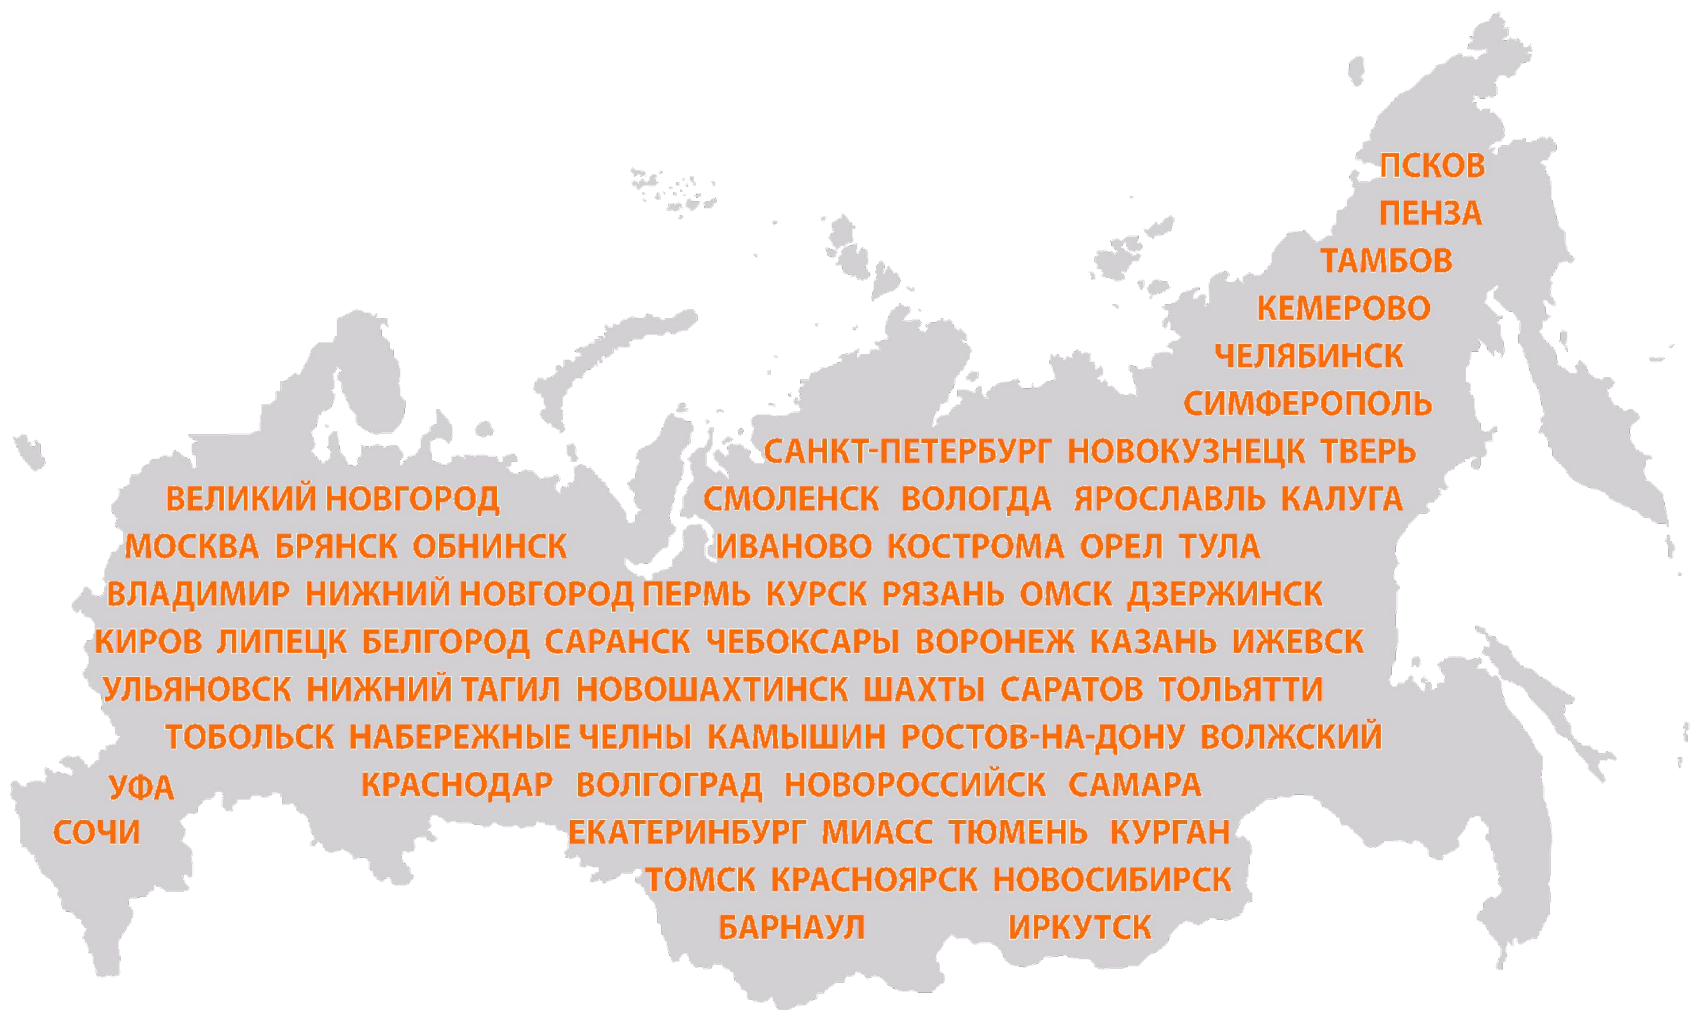 ПСКОВ
ПЕНЗА
ТАМБОВ
КЕМЕРОВО
ЧЕЛЯБИНСК
СИМФЕРОПОЛЬ
САНКТ-ПЕТЕРБУРГ НОВОКУЗНЕЦК ТВЕРЬ
ВЕЛИКИЙ НОВГОРОД СМОЛЕНСК ВОЛОГДА ЯРОСЛАВЛЬ КАЛУГА
МОСКВА БРЯНСК ОБНИНСК ИВАНОВО КОСТРОМА ОРЕЛ ТУЛА
ВЛАДИМИР НИЖНИЙ НОВГОРОД ПЕРМЬ КУРСК РЯЗАНЬ ОМСК ДЗЕРЖИНСК
КИРОВ ЛИПЕЦК БЕЛГОРОД САРАНСК ЧЕБОКСАРЫ ВОРОНЕЖ КАЗАНЬ ИЖЕВСК
УЛЬЯНОВСК НИЖНИЙ ТАГИЛ НОВОШАХТИНСК ШАХТЫ САРАТОВ ТОЛЬЯТТИ
ТОБОЛЬСК НАБЕРЕЖНЫЕ ЧЕЛНЫ КАМЫШИН РОСТОВ-НА-ДОНУ ВОЛЖСКИЙ
УФА КРАСНОДАР ВОЛГОГРАД НОВОРОССИЙСК САМАРА
СОЧИ ЕКАТЕРИНБУРГ МИАСС ТЮМЕНЬ КУРГАН
ТОМСК КРАСНОЯРСК НОВОСИБИРСК
БАРНАУЛ ИРКУТСК